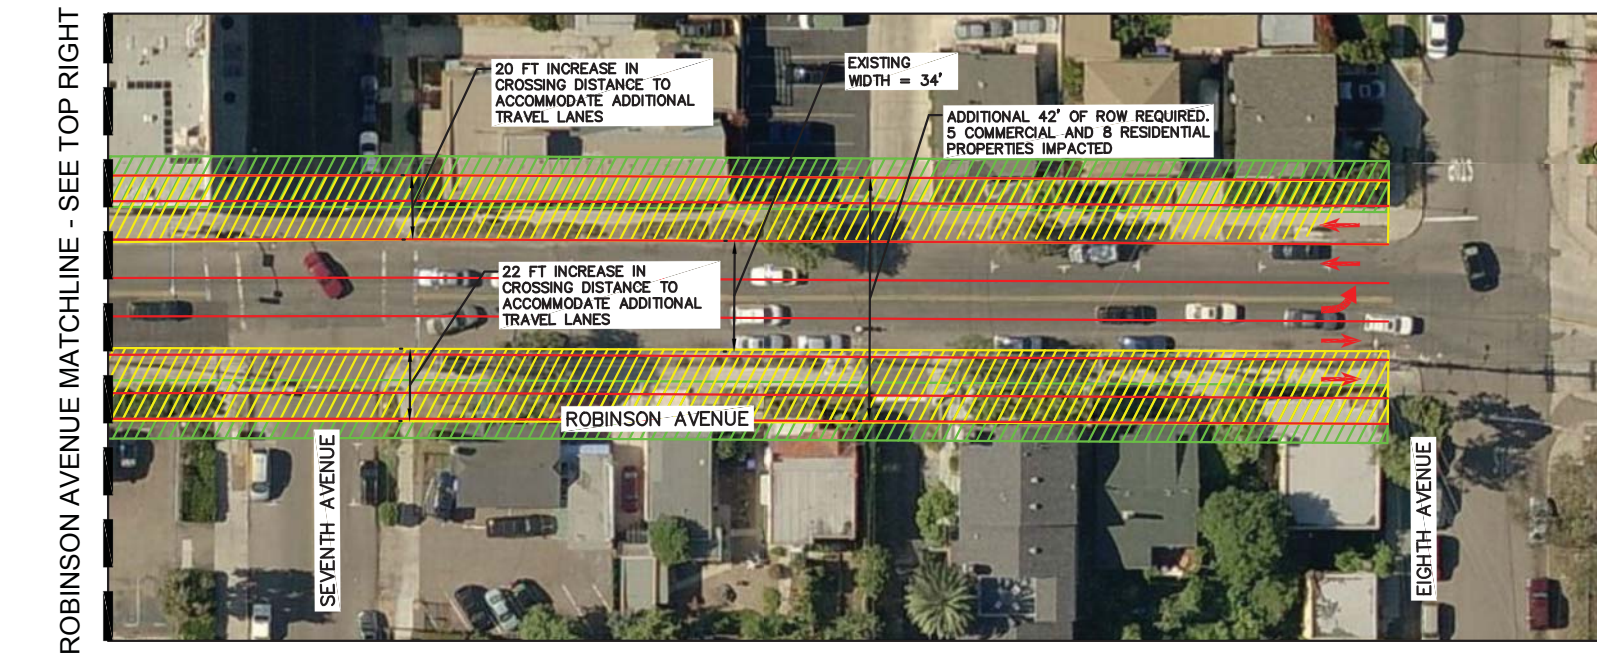 ROBINSON AVENUE MATCHLINE - SEE TOP RIGHT
20 FT INCREASE IN
CROSSING DISTANCE TO
ACCOMMODATE ADDITIONAL
TRAVEL LANES
EXISTING
WIDTH = 34'
ADDITIONAL 42' OF ROW REQUIRED.
5 COMMERCIAL AND 8 RESIDENTIAL
PROPERTIES IMPACTED
STOP
22 FT INCREASE IN
CROSSING DISTANCE TO
ACCOMMODATE ADDITIONAL
TRAVEL LANES
ROBINSON AVENUE
SEVENTH AVENUE
EIGHTH AVENUE